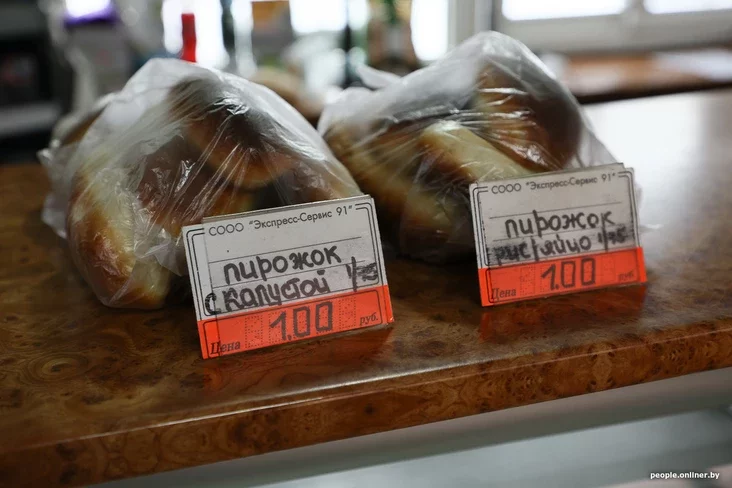 СООО "Экспресс-Сервис 91"
пирожок
с капустой 1/75
Цена 1.00 руб.
СООО "Экспресс-Сервис 91"
пирожок
рис/яйцо 1/75
Цена 1.00 руб.
people.onliner.by